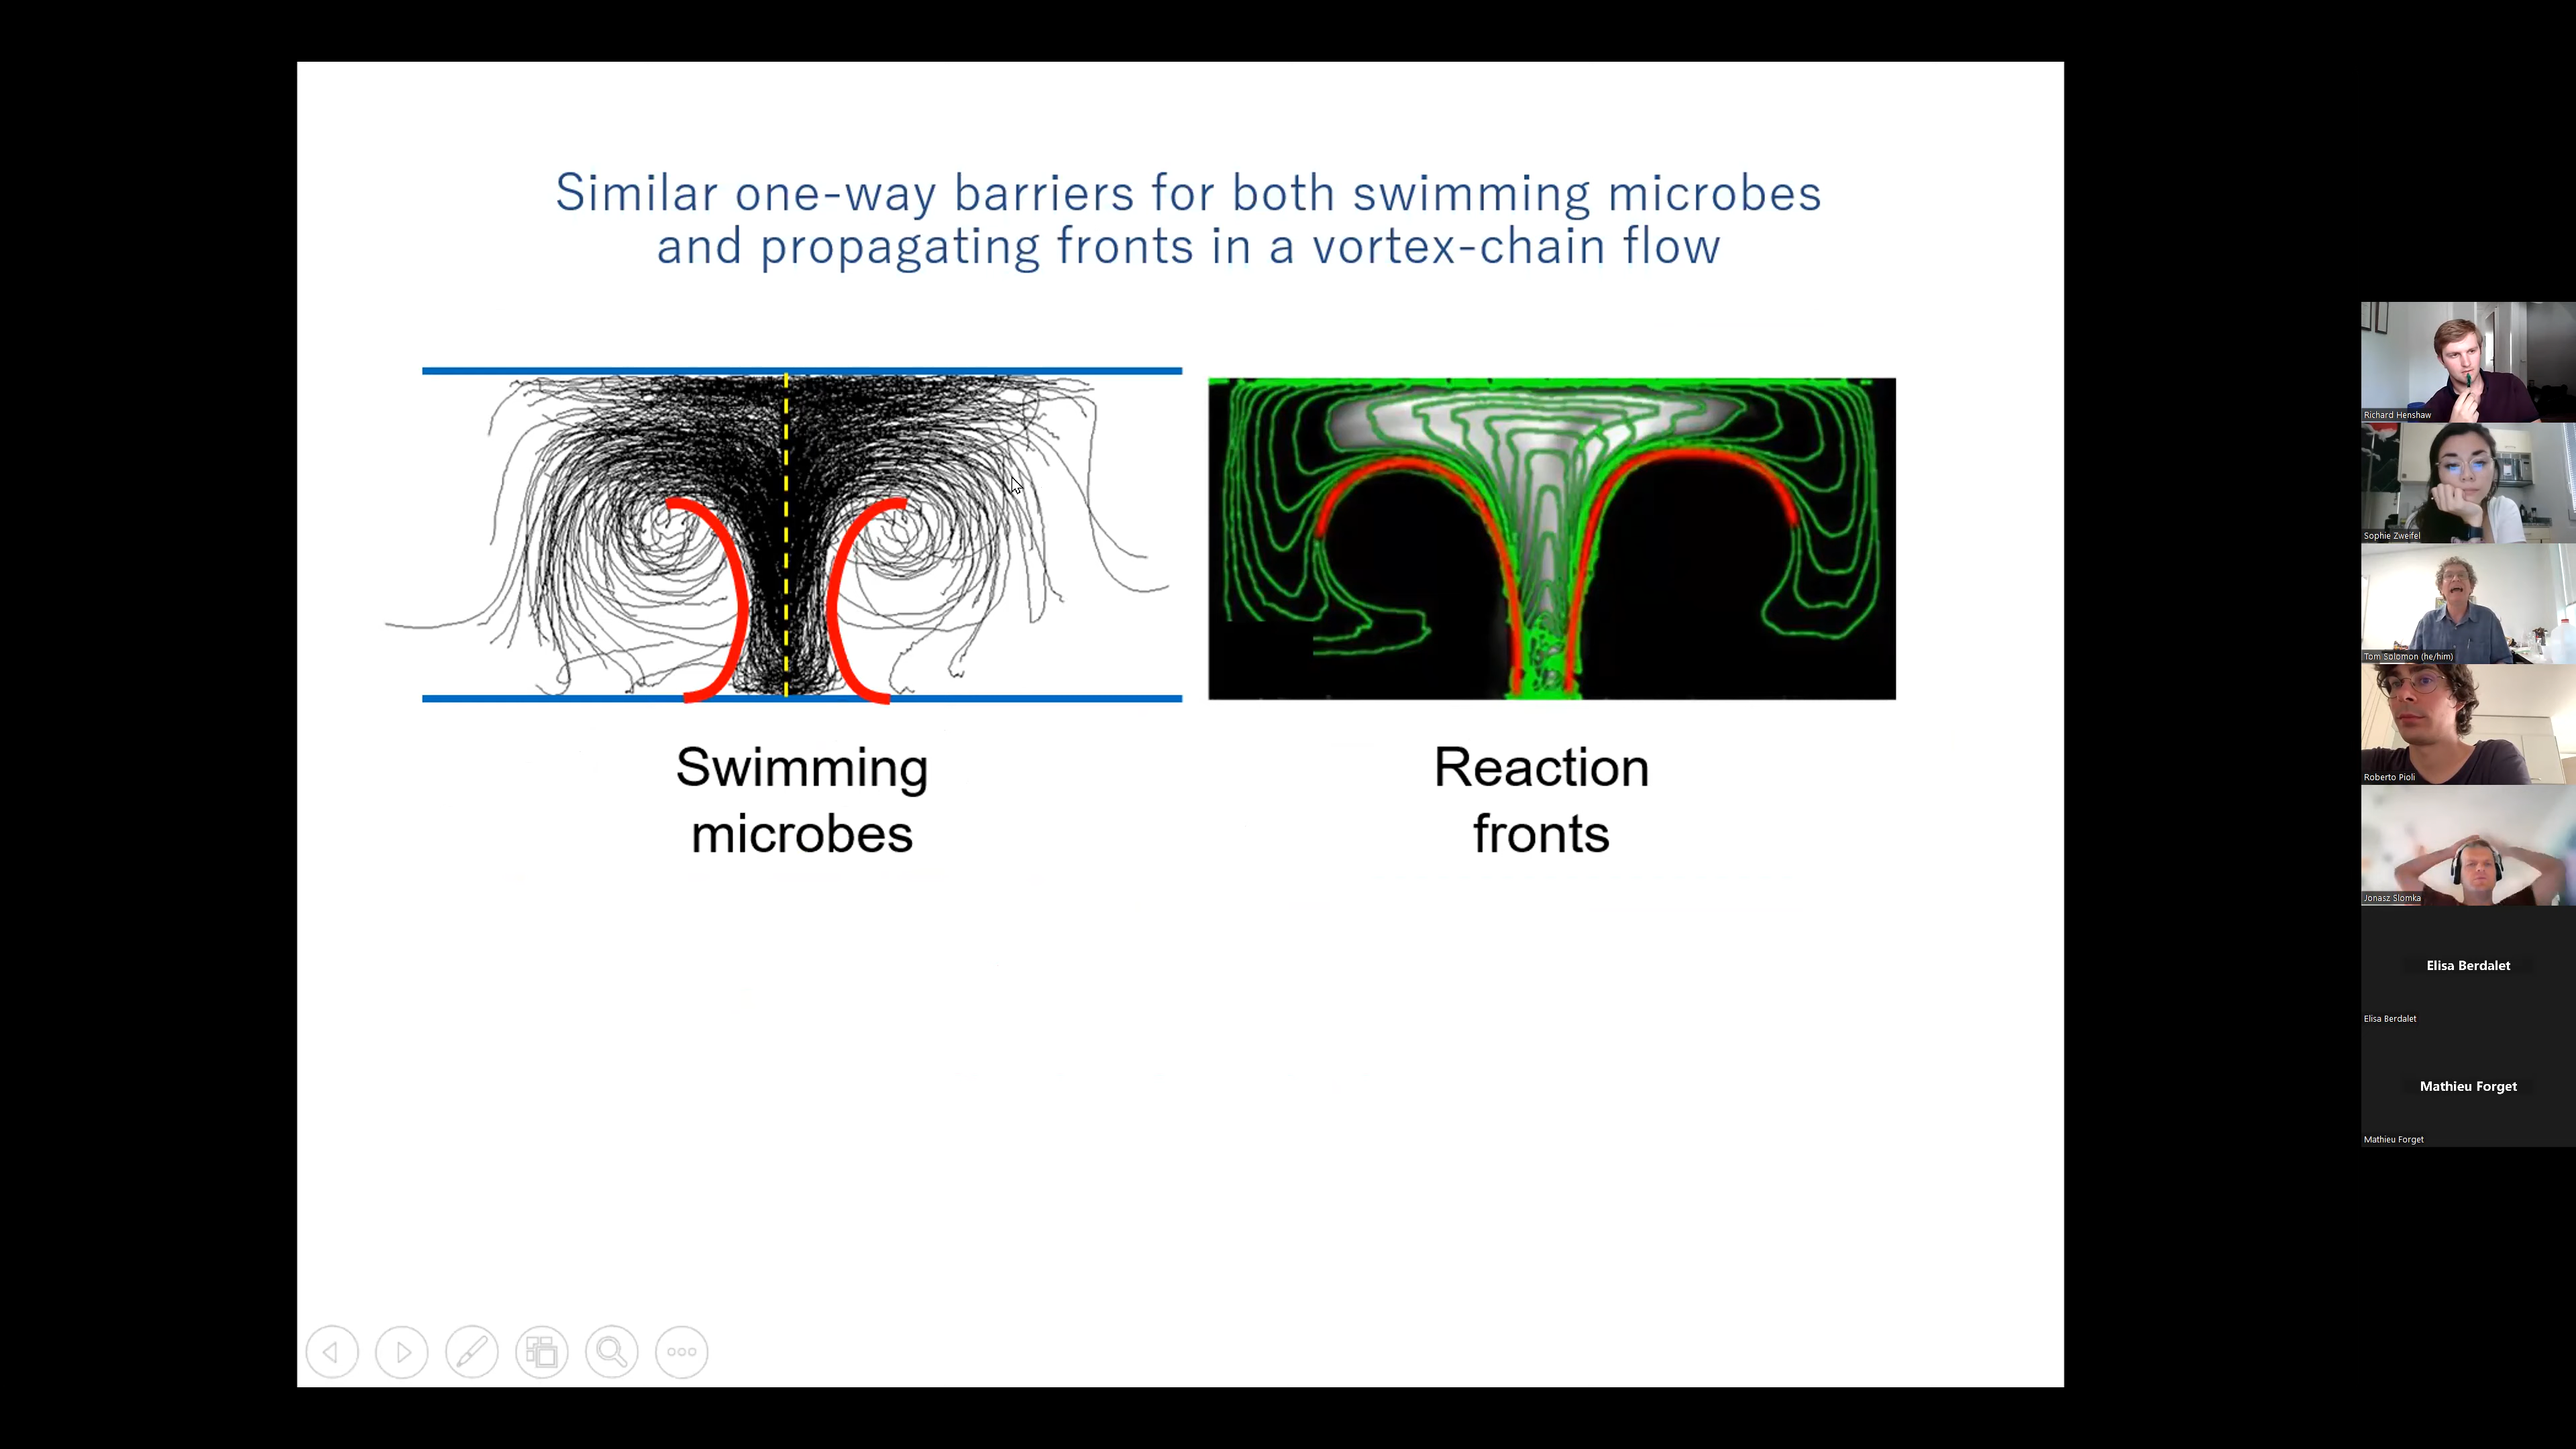 Similar one-way barriers for both swimming microbes
and propagating fronts in a vortex-chain flow
Swimming
microbes
Reaction
fronts
Richard Henshaw
Sophie Zweifel
Tom Solomon (he/him)
Roberto Pioli
Jonasz Slomka
Elisa Berdalet
Elisa Berdalet
Mathieu Forget
Mathieu Forget